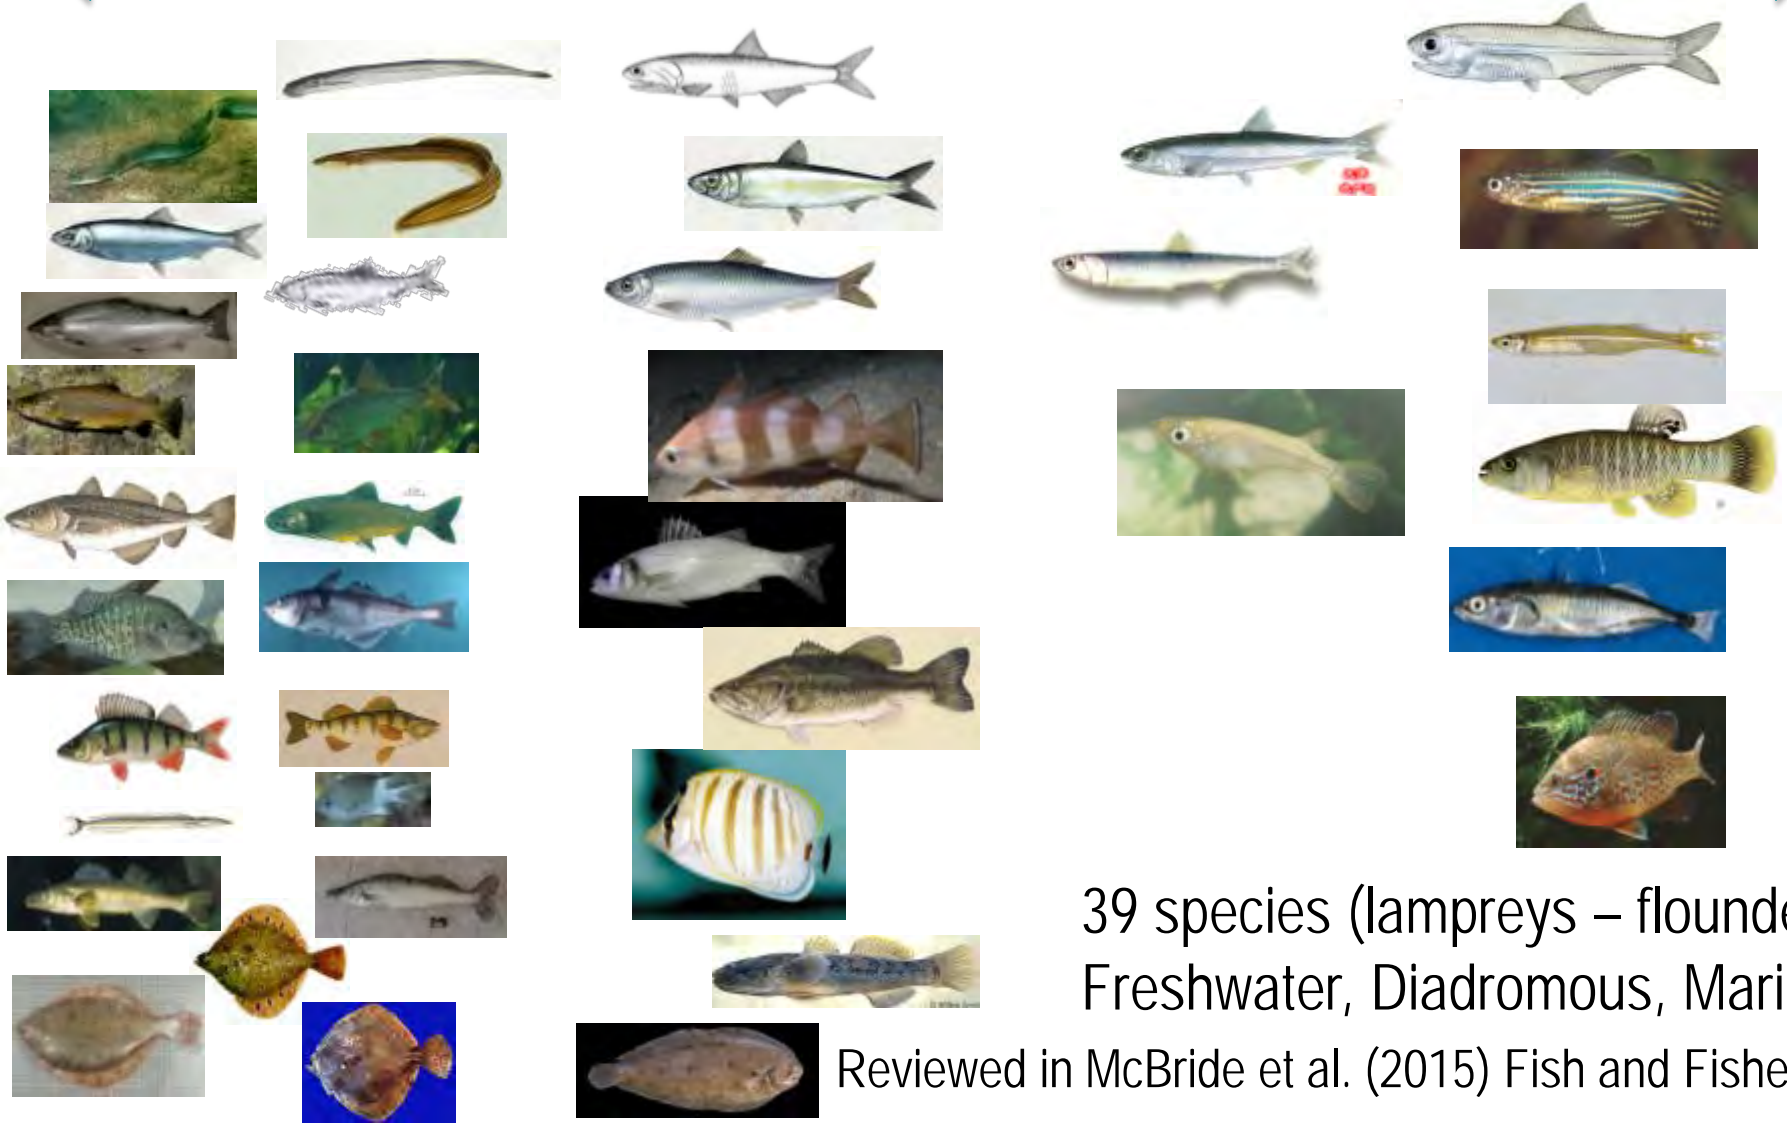 39 species (lampreys – flounde
Freshwater, Diadromous, Mari
Reviewed in McBride et al. (2015) Fish and Fishe